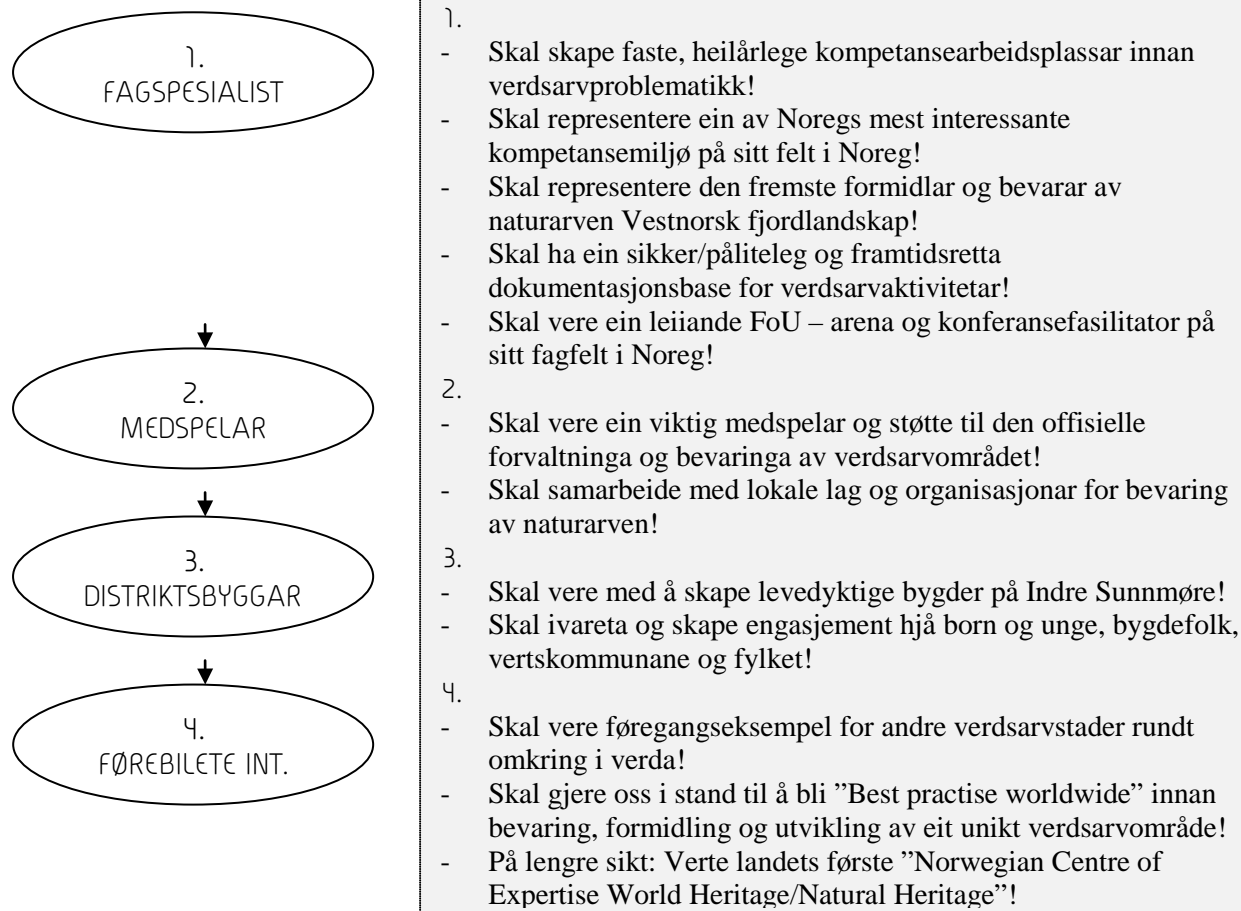 1.
FAGSPESIALIST
2.
MEDSPELAR
3.
DISTRIKTSBYGGAR
4.
FØREBILETE INT.
1.
- Skal skape faste, heilårlege kompetansearbeidsplassar innan
verdsarvproblematikk!
- Skal representere ein av Noregs mest interessante
kompetansemiljø på sitt felt i Noreg!
- Skal representere den fremste formidlar og bevarar av
naturarven Vestnorsk fjordlandskap!
- Skal ha ein sikker/påliteleg og framtidsretta
dokumentasjonsbase for verdsarvaktivitetar!
- Skal vere ein leiiande FoU – arena og konferansefasilitator på
sitt fagfelt i Noreg!
2.
- Skal vere ein viktig medspelar og støtte til den offisielle
forvaltninga og bevaringa av verdsarvområdet!
- Skal samarbeide med lokale lag og organisasjonar for bevaring
av naturarven!
3.
- Skal vere med å skape levedyktige bygder på Indre Sunnmøre!
- Skal ivareta og skape engasjement hjå born og unge, bygdefolk,
vertskommunane og fylket!
4.
- Skal vere føregangseksempel for andre verdsarvstader rundt
omkring i verda!
- Skal gjere oss i stand til å bli ”Best practise worldwide” innan
bevaring, formidling og utvikling av eit unikt verdsarvområde!
- På lengre sikt: Verte landets første ”Norwegian Centre of
Expertise World Heritage/Natural Heritage”!